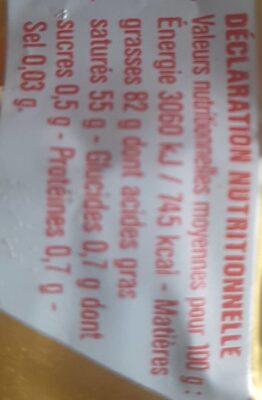 DÉCLARATION NUTRITIONNELLE
Valeurs nutritionnelles moyennes pour 100 g :
Énergie 3060 kJ / 745 kcal - Matières
grasses 82 g dont acides gras
saturés 55 g - Glucides 0,7 g dont
sucres 0,5 g - Protéines 0,7 g -
Sel 0,03 g.